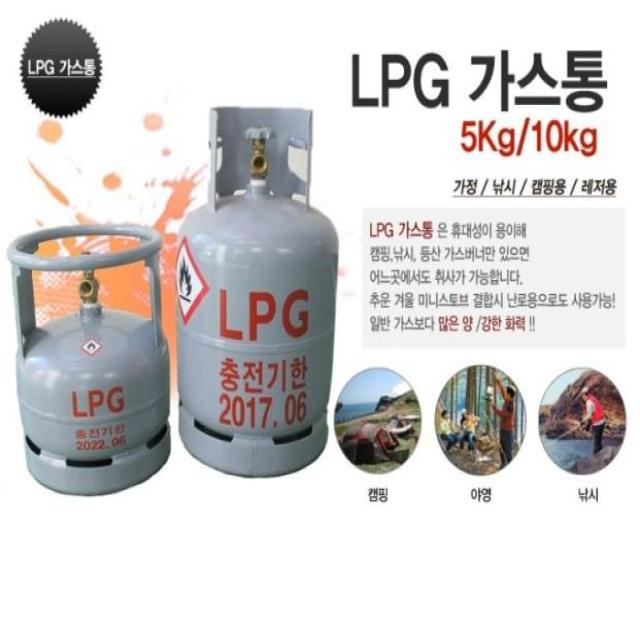 LPG 가스통
LPG 가스통
5Kg/10kg
가정 / 낚시 / 캠핑용 / 레저용
LPG 가스통 은 휴대성이 용이해
캠핑,낚시, 등산 가스버너만 있으면
어느곳에서도 취사가 가능합니다.
추운 겨울 미니스토브 결합시 난로용으로도 사용가능!
일반 가스보다 많은 양 /강한 화력 !!
LPG
충전기한
2017. 06
LPG
충전기한
2022. 06
캠핑
야영
낚시